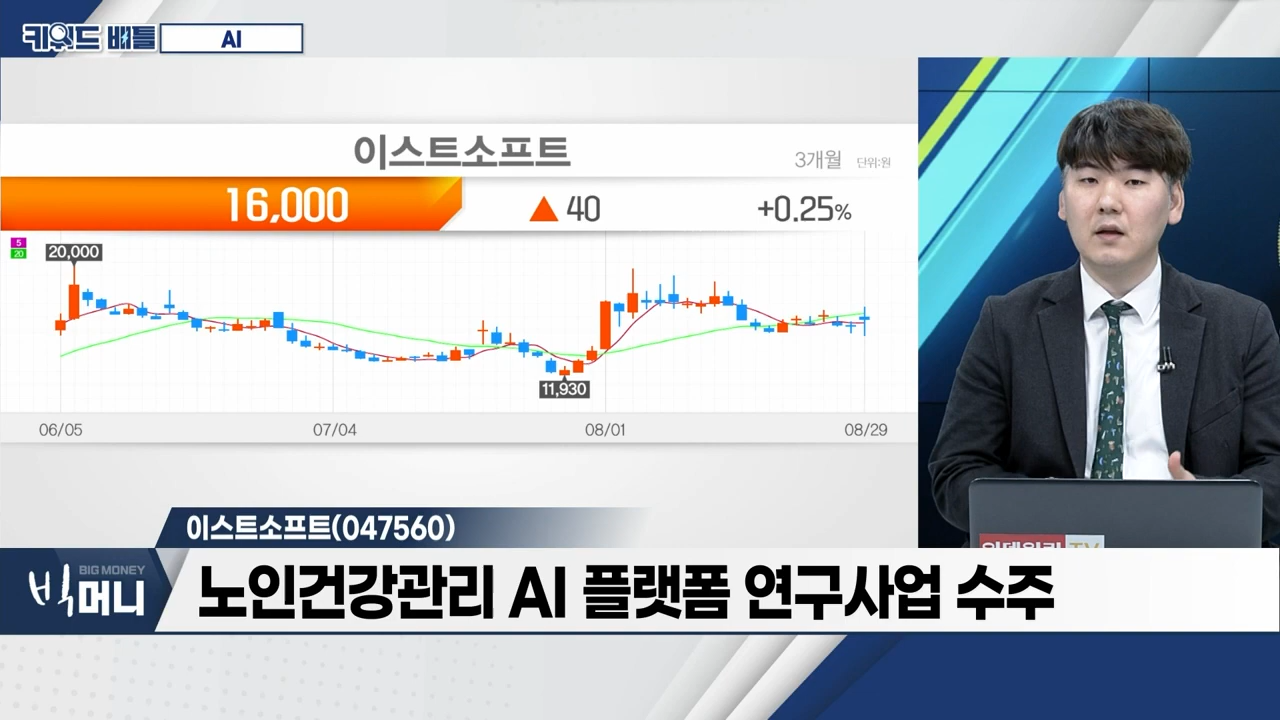 키워드 배틀
AI
이스트소프트
3개월 단위:원
16,000 ▲ 40 +0.25%
5
20
20,000
11,930
06/05 07/04 08/01 08/29
이스트소프트(047560)
빅머니
BIG MONEY
노인건강관리 AI 플랫폼 연구사업 수주
TV